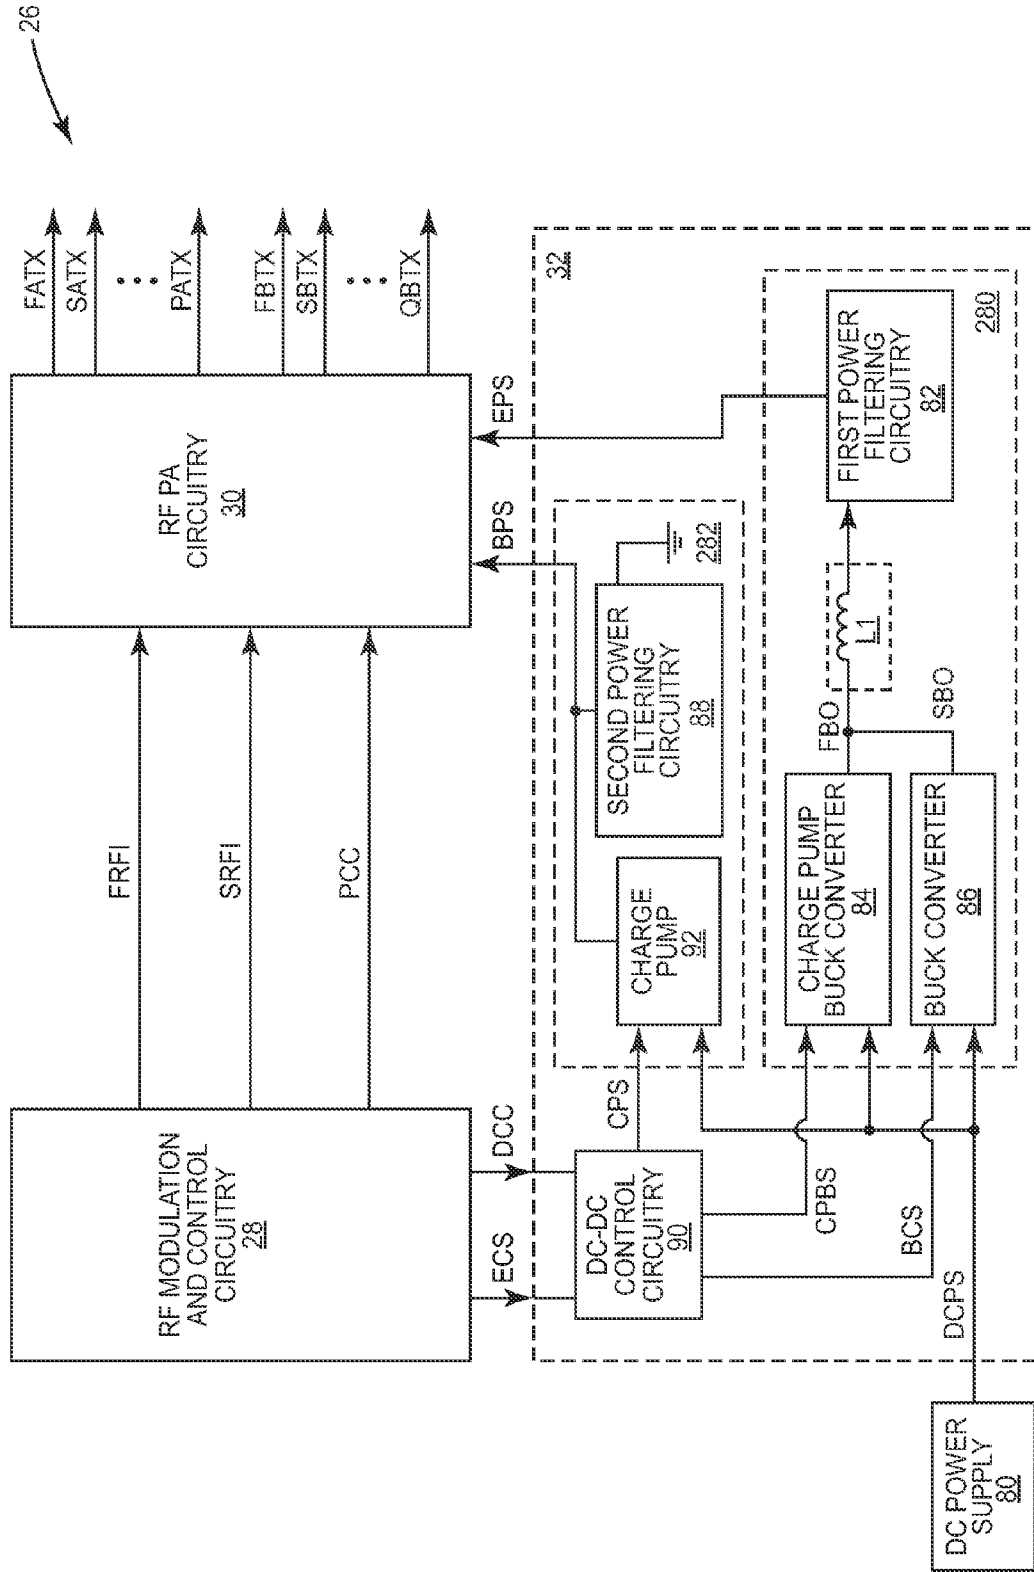 26
FATX
SATX
PATX
FBTX
SBTX
QBTX
RF PA
CIRCUITRY
30
FRFI
SRFI
PCC
RF MODULATION
AND CONTROL
CIRCUITRY
28
ECS
DCC
BPS
EPS
32
DC-DC
CONTROL
CIRCUITRY
90
CPS
CHARGE
PUMP
92
SECOND POWER
FILTERING
CIRCUITRY
88
282
CPBS
BCS
DCPS
CHARGE PUMP
BUCK CONVERTER
84
BUCK CONVERTER
86
FBO
SBO
L1
FIRST POWER
FILTERING
CIRCUITRY
82
280
DC POWER
SUPPLY
80